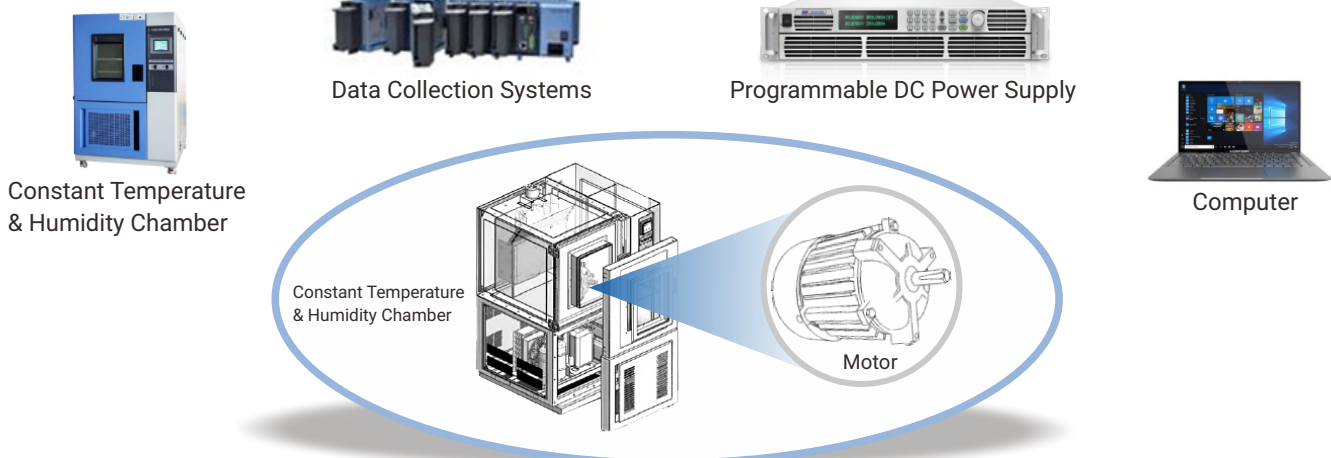 Data Collection Systems
Programmable DC Power Supply
Constant Temperature
& Humidity Chamber
Computer
Constant Temperature
& Humidity Chamber
Motor